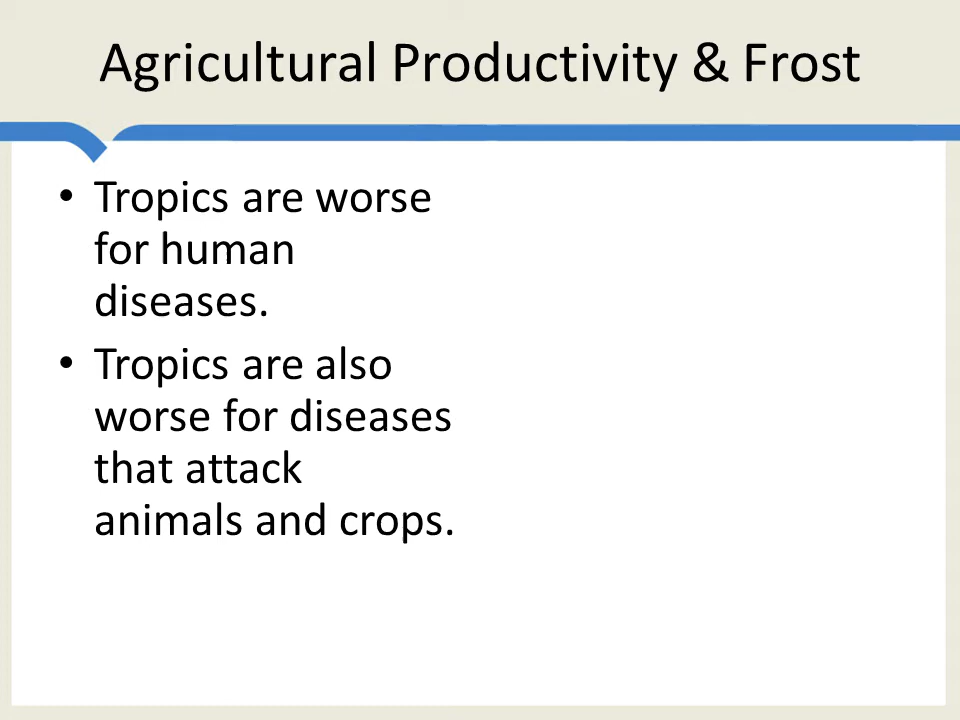 Agricultural Productivity & Frost
• Tropics are worse
for human
diseases.
• Tropics are also
worse for diseases
that attack
animals and crops.